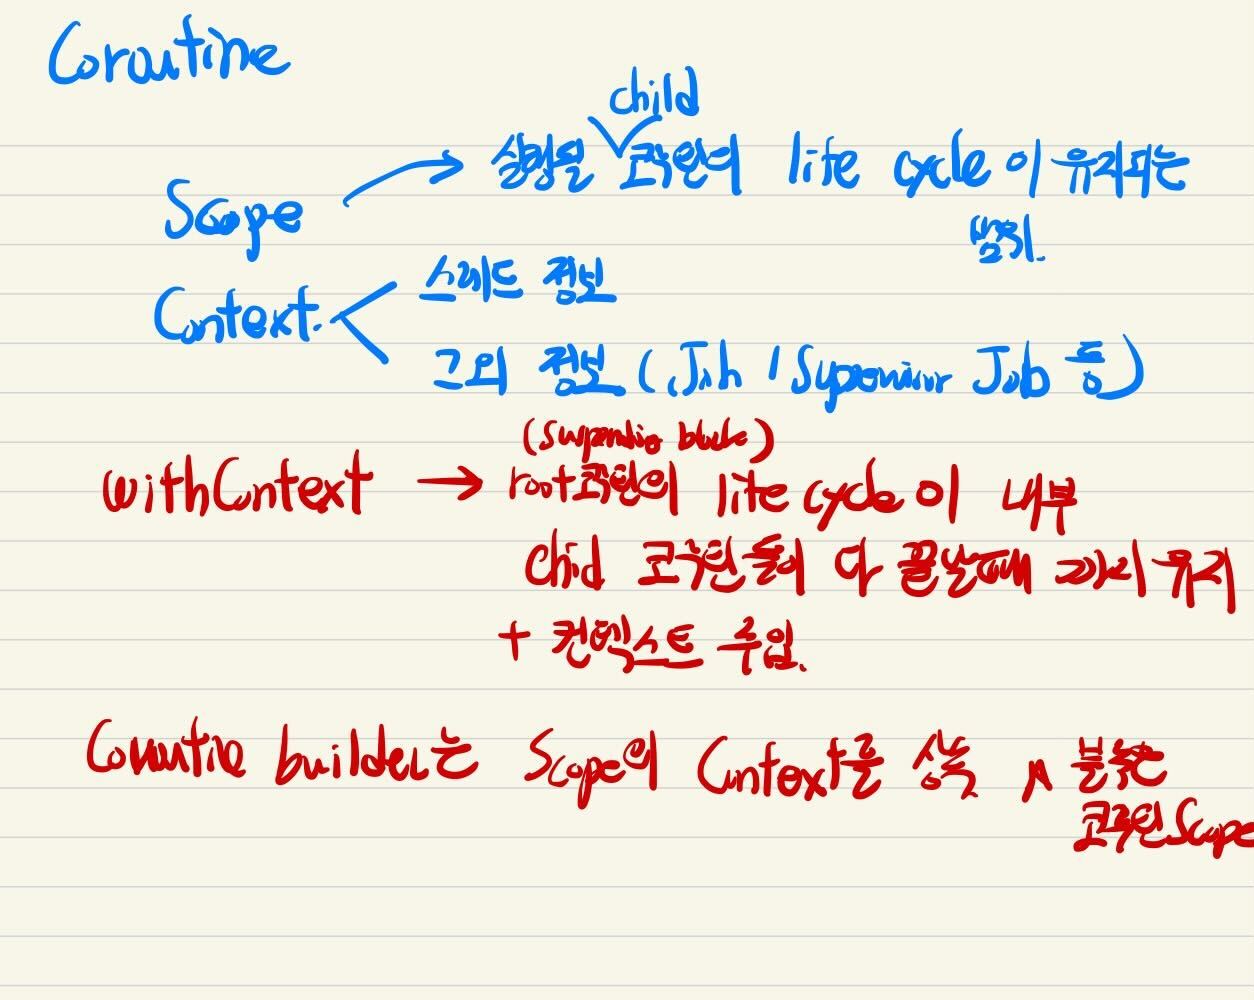 Coroutine
child
실행될 코루틴의 life cycle 이 유지되는
Scope
범위.
스레드 정보
Context.
그외 정보 (Job / Supervisor Job 등)
(suspending block)
withContext → root코루틴의 life cycle 이 내부
chid 코루틴들이 다 끝날때 까지 유지
+ 컨텍스트 주입.
Coroutine builder는 Scope의 Context를 상속
코루틴Scope